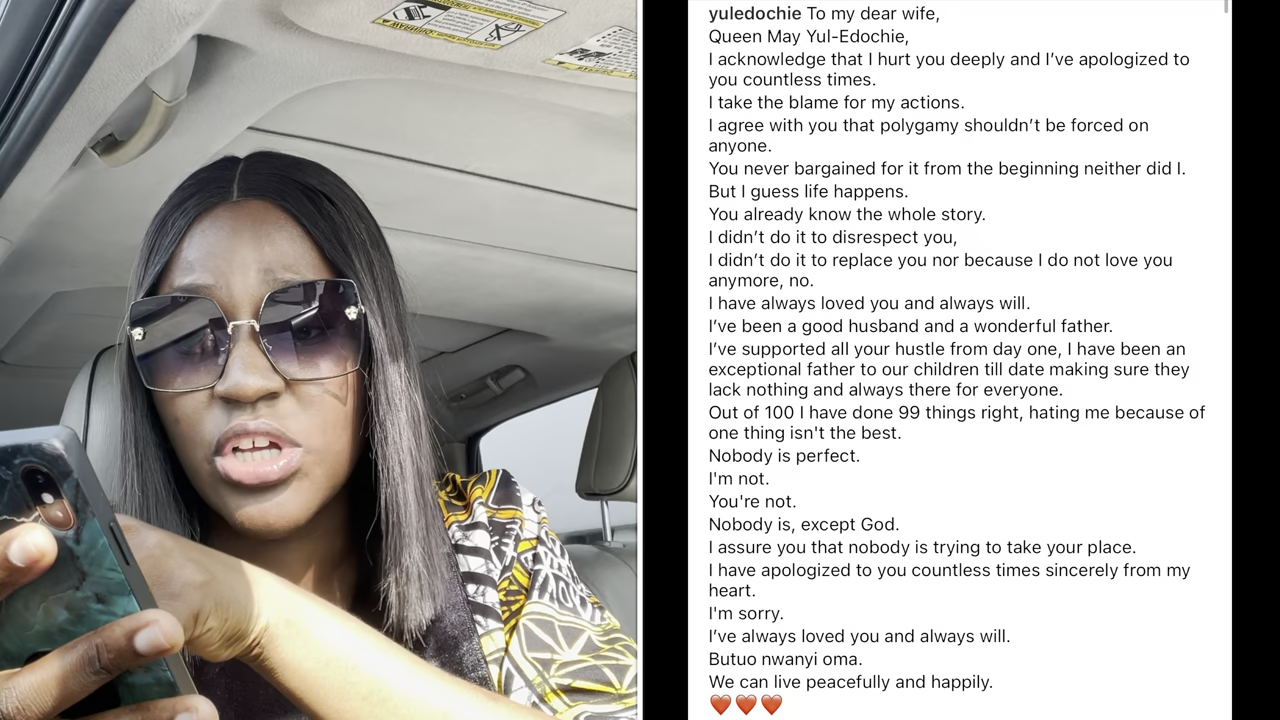 yuledochie To my dear wife,
Queen May Yul-Edochie,
I acknowledge that I hurt you deeply and I’ve apologized to
you countless times.
I take the blame for my actions.
I agree with you that polygamy shouldn’t be forced on
anyone.
You never bargained for it from the beginning neither did I.
But I guess life happens.
You already know the whole story.
I didn’t do it to disrespect you,
I didn’t do it to replace you nor because I do not love you
anymore, no.
I have always loved you and always will.
I’ve been a good husband and a wonderful father.
I’ve supported all your hustle from day one, I have been an
exceptional father to our children till date making sure they
lack nothing and always there for everyone.
Out of 100 I have done 99 things right, hating me because of
one thing isn't the best.
Nobody is perfect.
I'm not.
You're not.
Nobody is, except God.
I assure you that nobody is trying to take your place.
I have apologized to you countless times sincerely from my
heart.
I'm sorry.
I’ve always loved you and always will.
Butuo nwanyi oma.
We can live peacefully and happily.
❤️❤️❤️